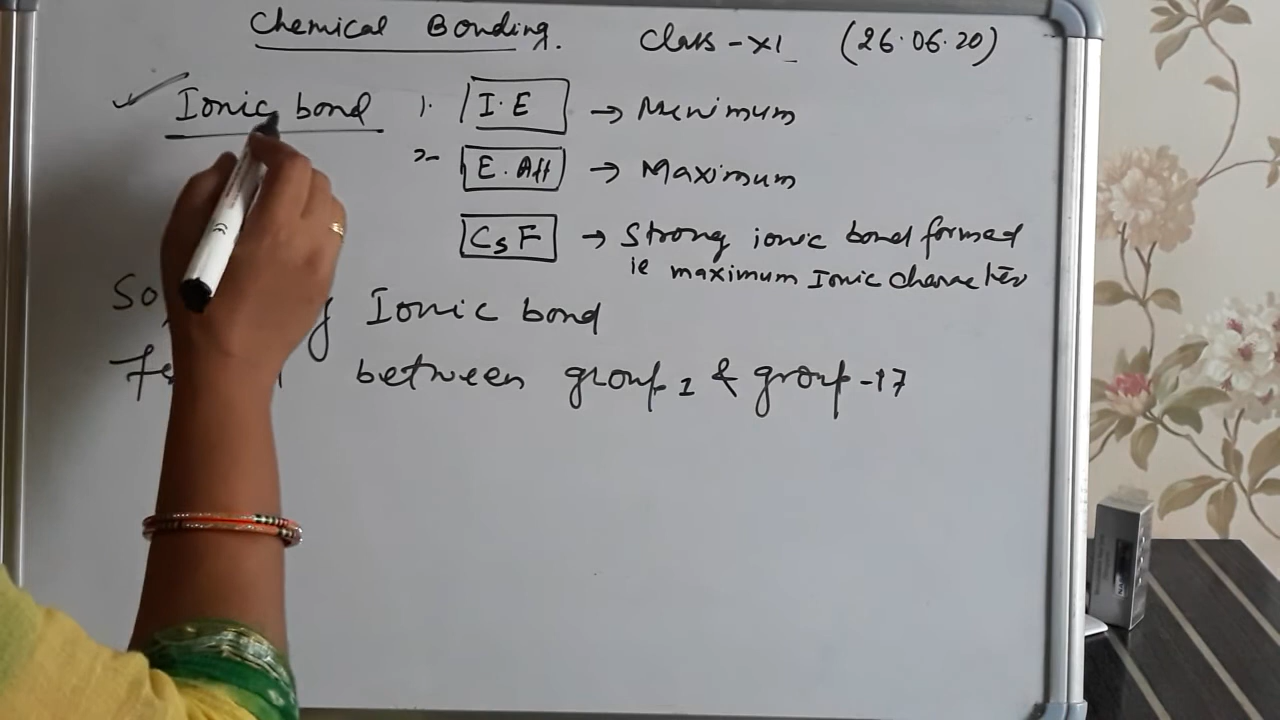 Chemical Bonding. Class-XI (26.06.20)
Ionic bond 1. I.E → Minimum
2- E.Aff → Maximum
CsF → Strong ionic bond formed
ie maximum Ionic character
So, Ionic bond
between group 1 & group-17